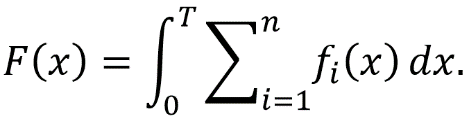 F(x) = ∫₀ᵀ ∑ᵢ₌₁ⁿ fᵢ(x) dx.